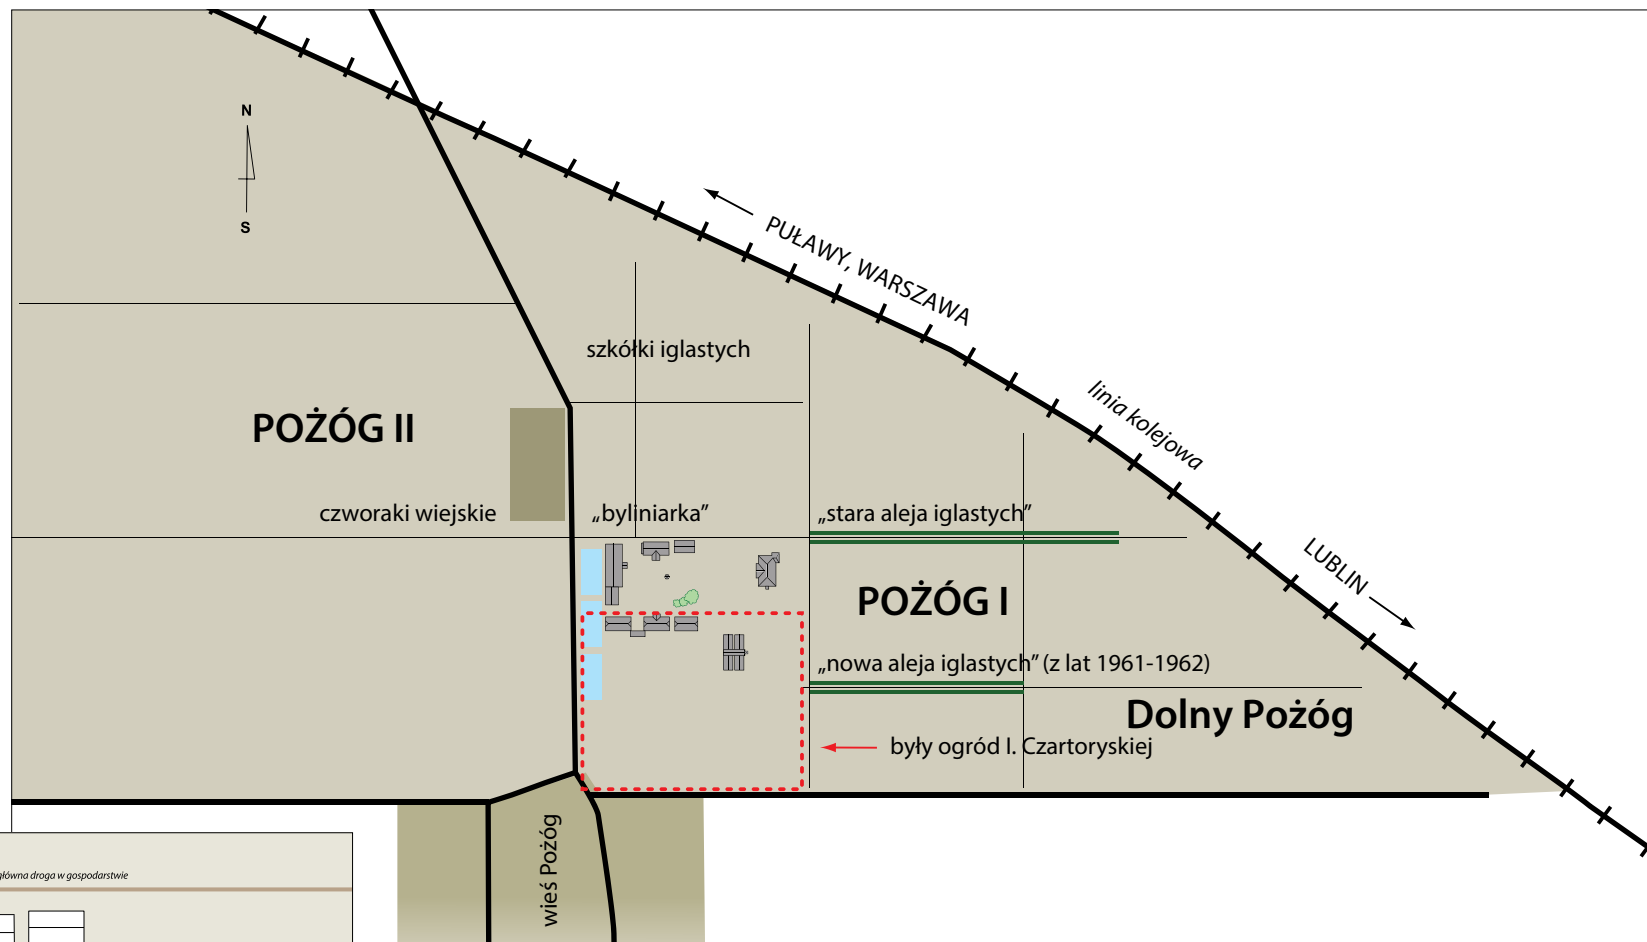 N
S
PUŁAWY, WARSZAWA
szkółki iglastych
linia kolejowa
POŻÓG II
czworaki wiejskie
„byliniarka”
„stara aleja iglastych”
LUBLIN
POŻÓG I
„nowa aleja iglastych” (z lat 1961-1962)
Dolny Pożóg
były ogród I. Czartoryskiej
wieś Pożóg
główna droga w gospodarstwie